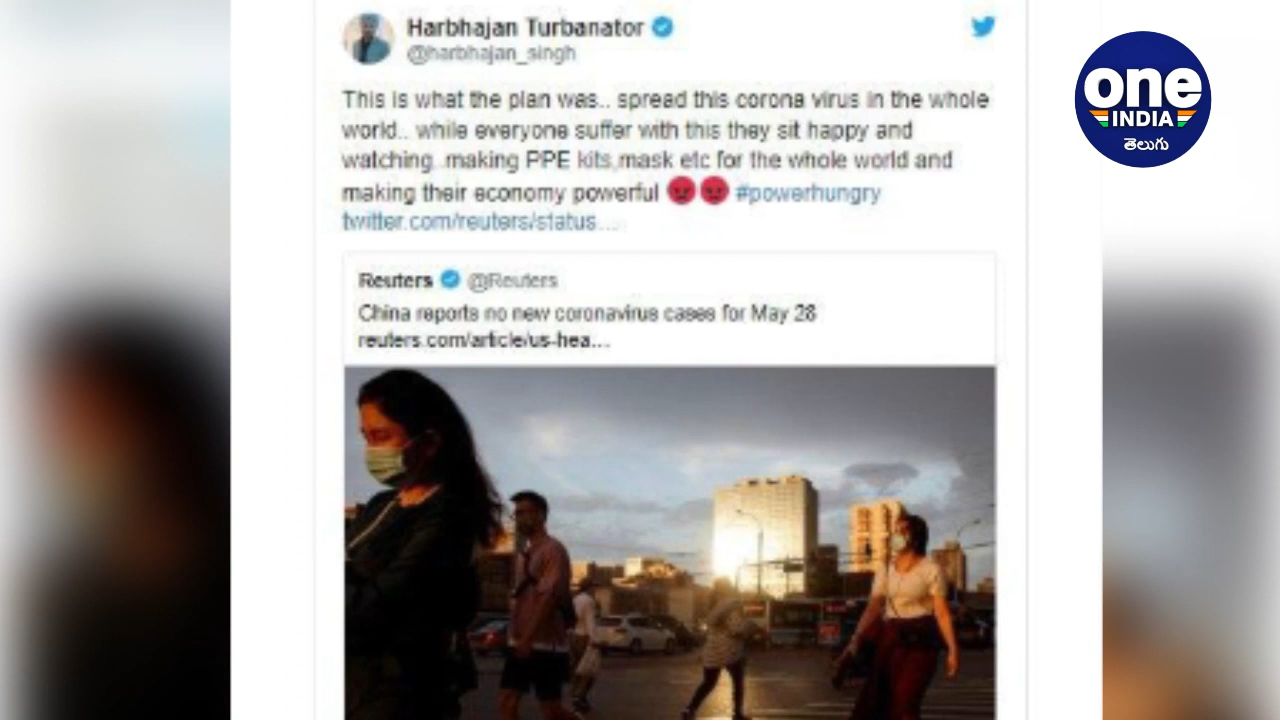 Harbhajan Turbanator
@harbhajan_singh
This is what the plan was.. spread this corona virus in the whole
world.. while everyone suffer with this they sit happy and
watching..making PPE kits,mask etc for the whole world and
making their economy powerful 😡😡 #powerhungry
twitter.com/reuters/status…
Reuters @Reuters
China reports no new coronavirus cases for May 28
reuters.com/article/us-hea…
one
INDIA
తెలుగు